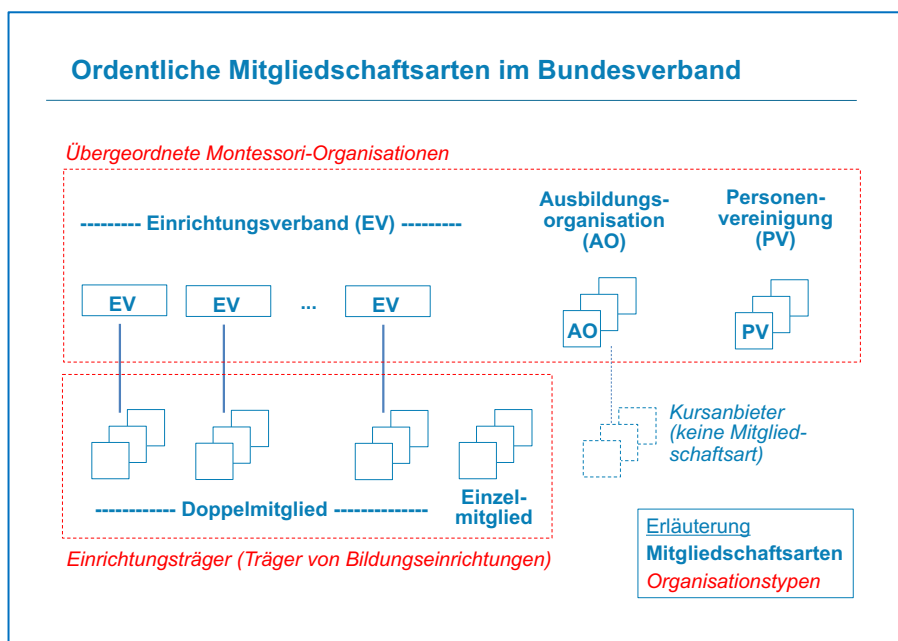 Ordentliche Mitgliedschaftsarten im Bundesverband
Übergeordnete Montessori-Organisationen
--------- Einrichtungsverband (EV) ---------
Ausbildungs-
organisation
(AO)
Personen-
vereinigung
(PV)
EV EV ... EV
AO
PV
Kursanbieter
(keine Mitglied-
schaftsart)
------------ Doppelmitglied --------------
Einzel-
mitglied
Einrichtungsträger (Träger von Bildungseinrichtungen)
Erläuterung
Mitgliedschaftsarten
Organisationstypen